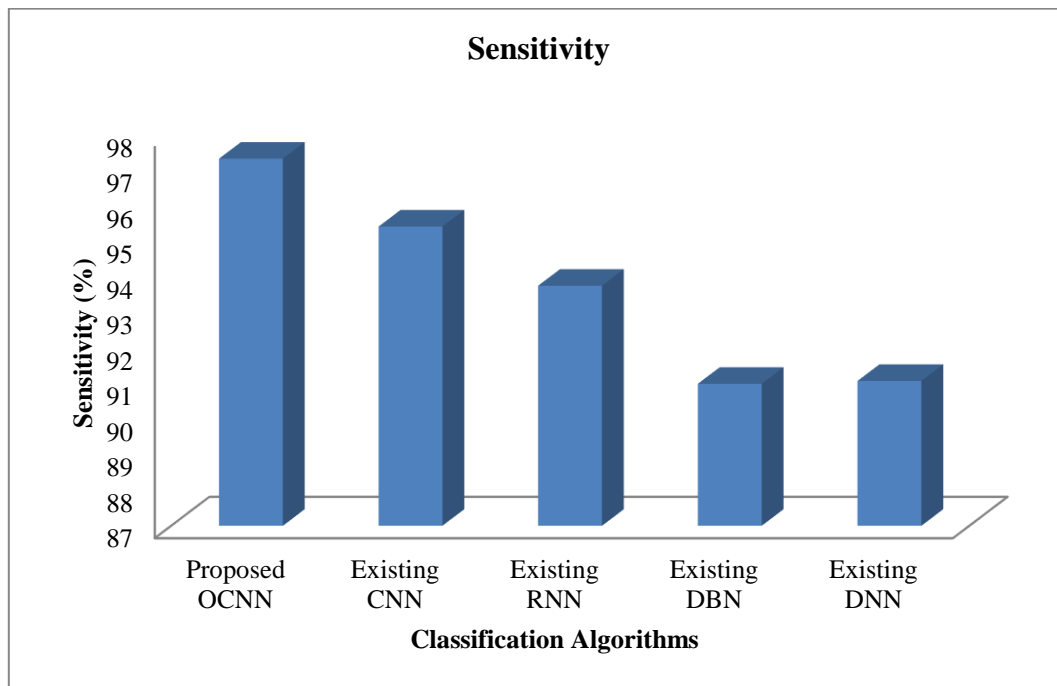 Sensitivity
98
97
96
95
94
93
92
91
90
89
88
87
Sensitivity (%)
Proposed OCNN
Existing CNN
Existing RNN
Existing DBN
Existing DNN
Classification Algorithms